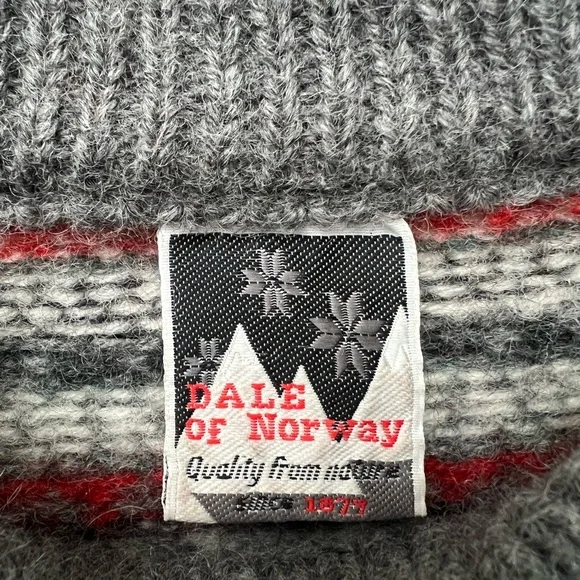 DALE
of Norway
Quality from nature
SINCE 1879